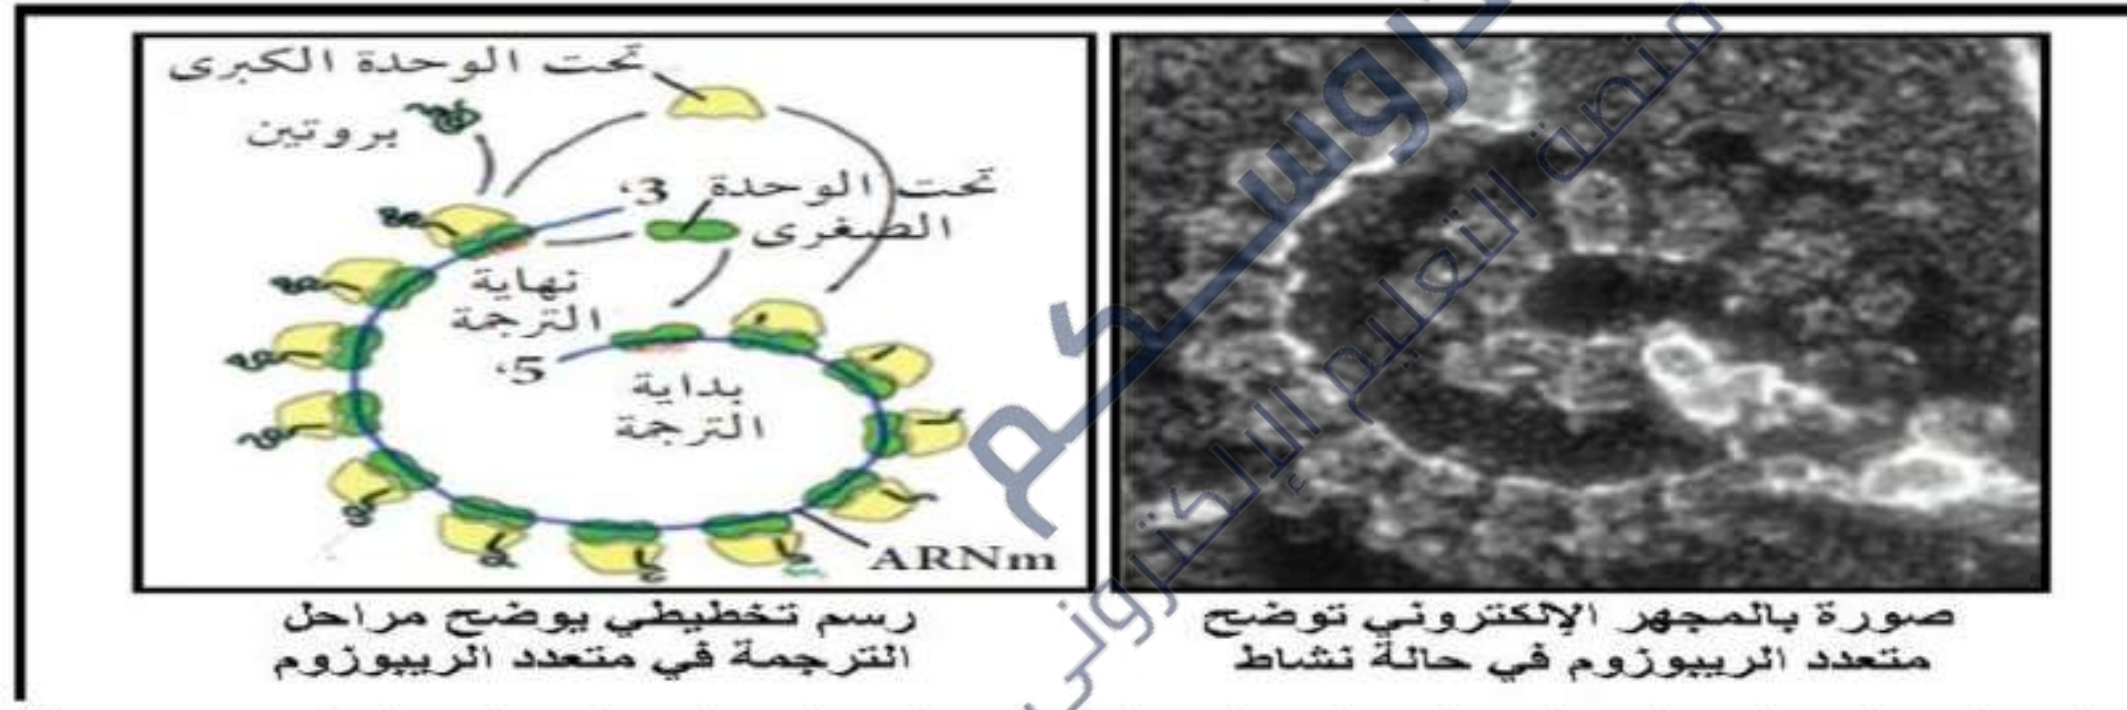 تحت الوحدة الكبرى
بروتين
‘3
تحت الوحدة
الصغرى
نهاية
الترجمة
‘5
بداية
الترجمة
ARNm
رسم تخطيطي يوضح مراحل
الترجمة في متعدد الريبوزوم
صورة بالمجهر الإلكتروني توضح
متعدد الريبوزوم في حالة نشاط
منصة التعليم الإلكتروني